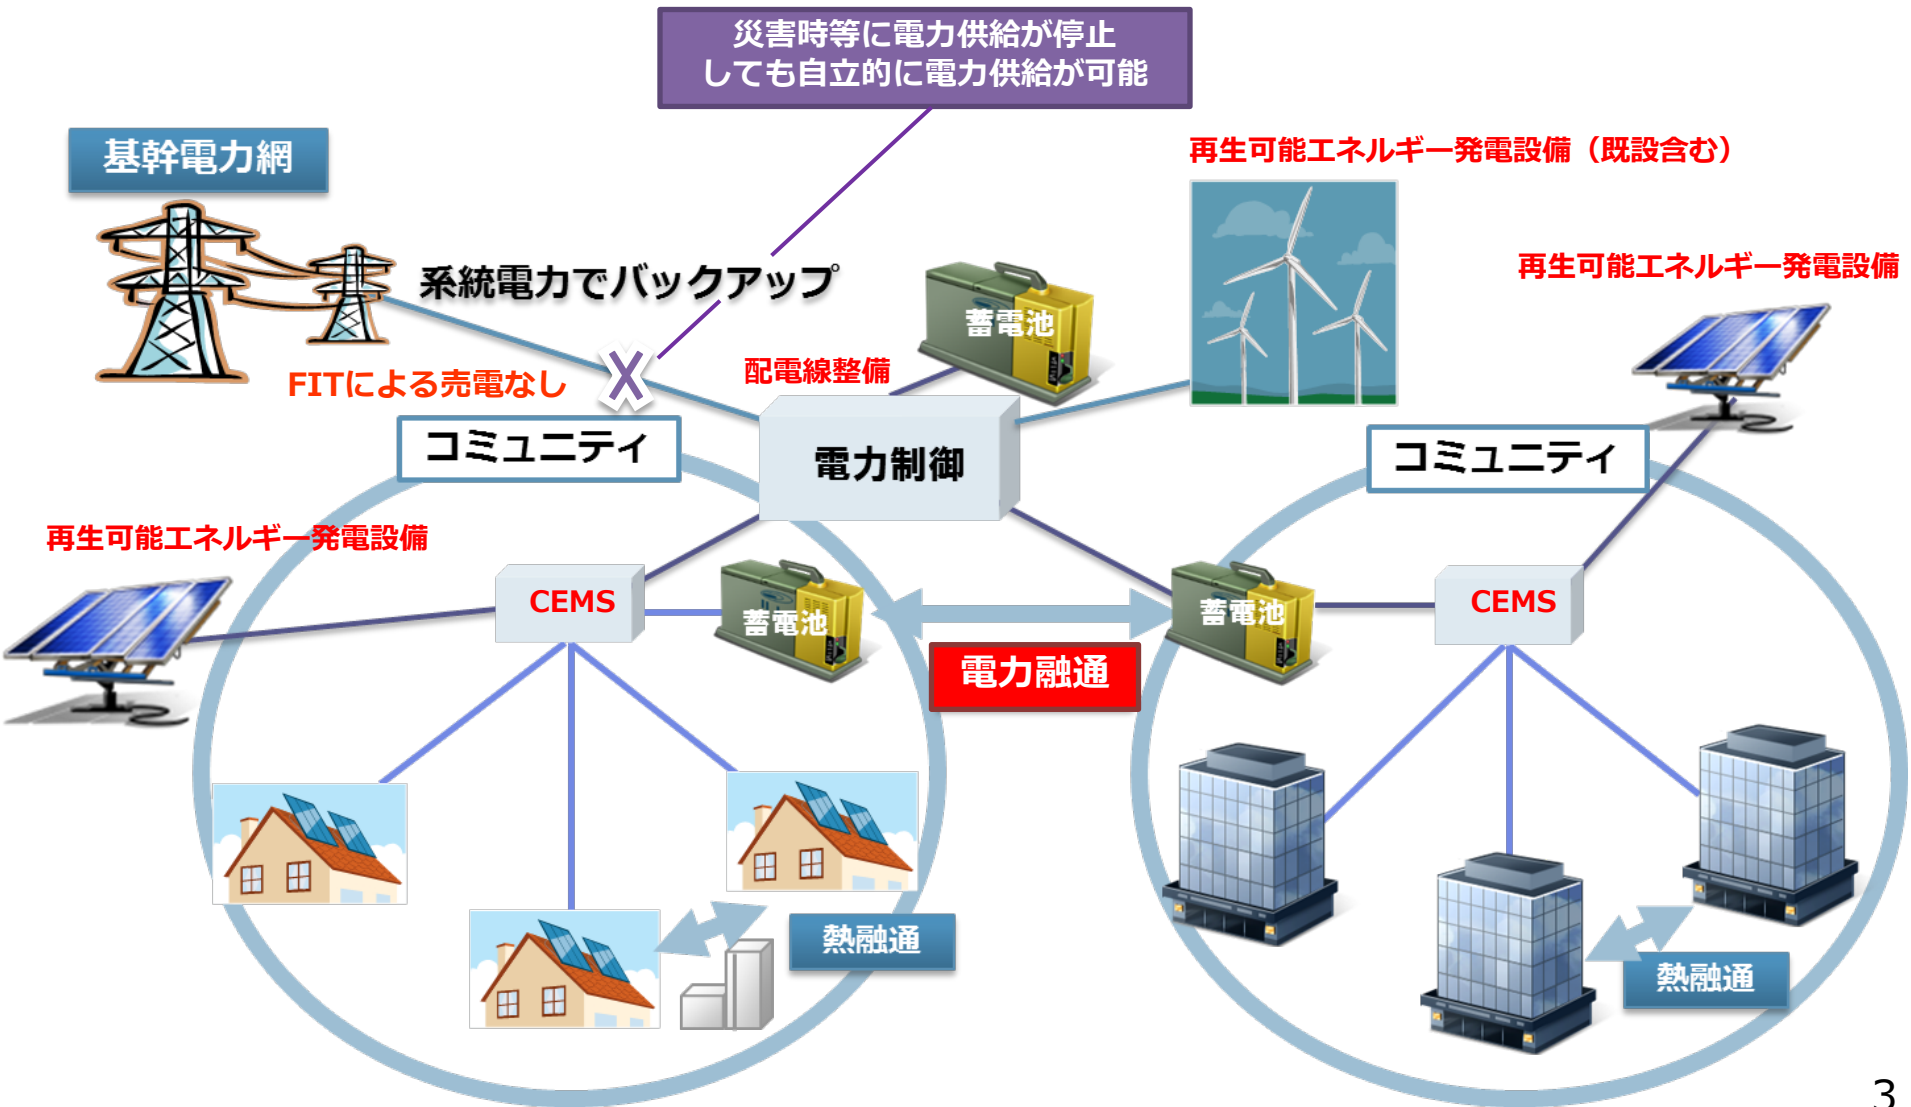 災害時等に電力供給が停止
しても自立的に電力供給が可能
基幹電力網
再生可能エネルギー発電設備（既設含む）
系統電力でバックアップ
蓄電池
再生可能エネルギー発電設備
FITによる売電なし
X
配電線整備
コミュニティ
電力制御
コミュニティ
再生可能エネルギー発電設備
CEMS
蓄電池
蓄電池
CEMS
電力融通
熱融通
熱融通
3